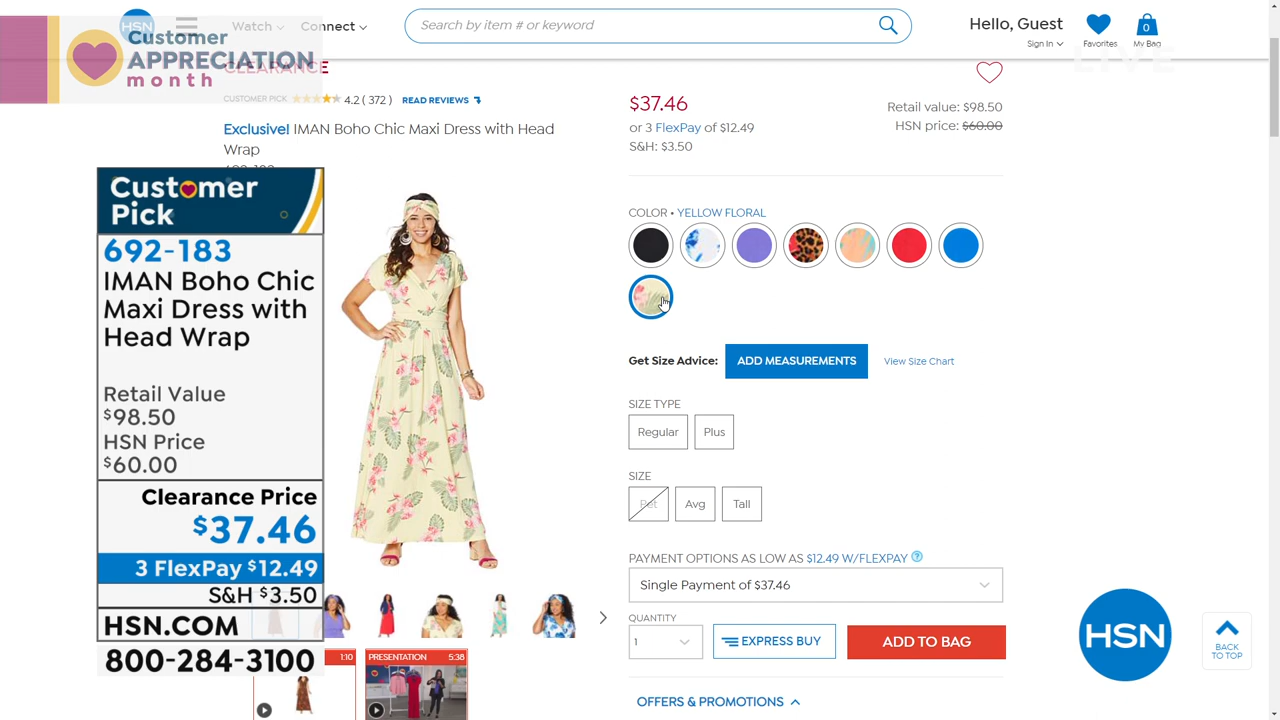 HSN
Watch
Connect
Search by item # or keyword
Hello, Guest
Sign In
Favorites
0
My Bag
LIVE
Customer
APPRECIATION
month
CLEARANCE
CUSTOMER PICK
4.2 ( 372 )
READ REVIEWS
Exclusive! IMAN Boho Chic Maxi Dress with Head
Wrap
$37.46
or 3 FlexPay of $12.49
S&H: $3.50
Retail value: $98.50
HSN price: $60.00
Customer
Pick
692-183
IMAN Boho Chic
Maxi Dress with
Head Wrap
Retail Value
$98.50
HSN Price
$60.00
Clearance Price
$37.46
3 FlexPay $12.49
S&H $3.50
HSN.COM
800-284-3100
1:10
PRESENTATION 5:38
COLOR • YELLOW FLORAL
Get Size Advice:
ADD MEASUREMENTS
View Size Chart
SIZE TYPE
Regular
Plus
SIZE
Pet
Avg
Tall
PAYMENT OPTIONS AS LOW AS $12.49 W/FLEXPAY
Single Payment of $37.46
QUANTITY
1
EXPRESS BUY
ADD TO BAG
OFFERS & PROMOTIONS
HSN
BACK
TO TOP